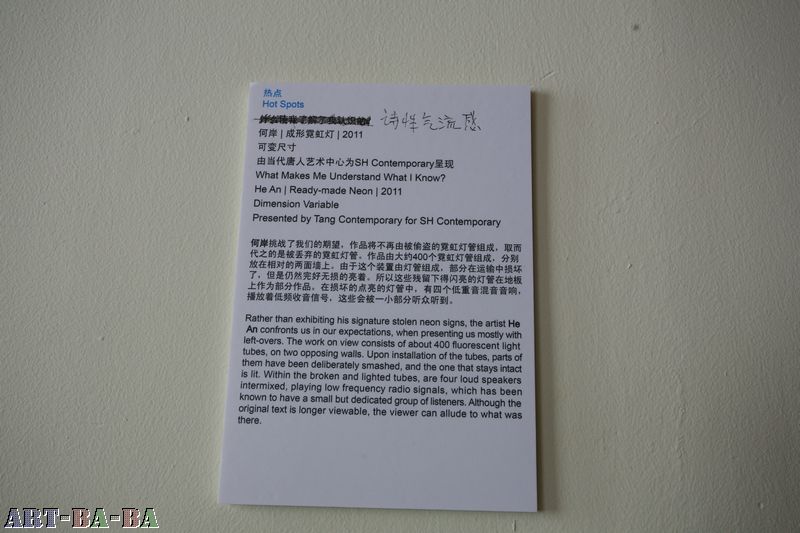 热点
Hot Spots
诗性气流感
何岸 | 成形霓虹灯 | 2011
可变尺寸
由当代唐人艺术中心为SH Contemporary呈现
What Makes Me Understand What I Know?
He An | Ready-made Neon | 2011
Dimension Variable
Presented by Tang Contemporary for SH Contemporary
何岸挑战了我们的期望，作品将不再由被偷盗的霓虹灯管组成，取而
代之的是被丢弃的霓虹灯管。作品由大约400个霓虹灯管组成，分别
放在相对的两面墙上。由于这个装置由灯管组成，部分在运输中损坏
了，但是仍然完好无损的亮着。所以这些残留下得闪亮的灯管在地板
上作为部分作品。在损坏的点亮的灯管中，有四个低重音混音音响，
播放着低频收音信号，这些会被一小部分听众听到。
Rather than exhibiting his signature stolen neon signs, the artist He
An confronts us in our expectations, when presenting us mostly with
left-overs. The work on view consists of about 400 fluorescent light
tubes, on two opposing walls. Upon installation of the tubes, parts of
them have been deliberately smashed, and the one that stays intact
is lit. Within the broken and lighted tubes, are four loud speakers
intermixed, playing low frequency radio signals, which has been
known to have a small but dedicated group of listeners. Although the
original text is longer viewable, the viewer can allude to what was
there.
ART-BA-BA